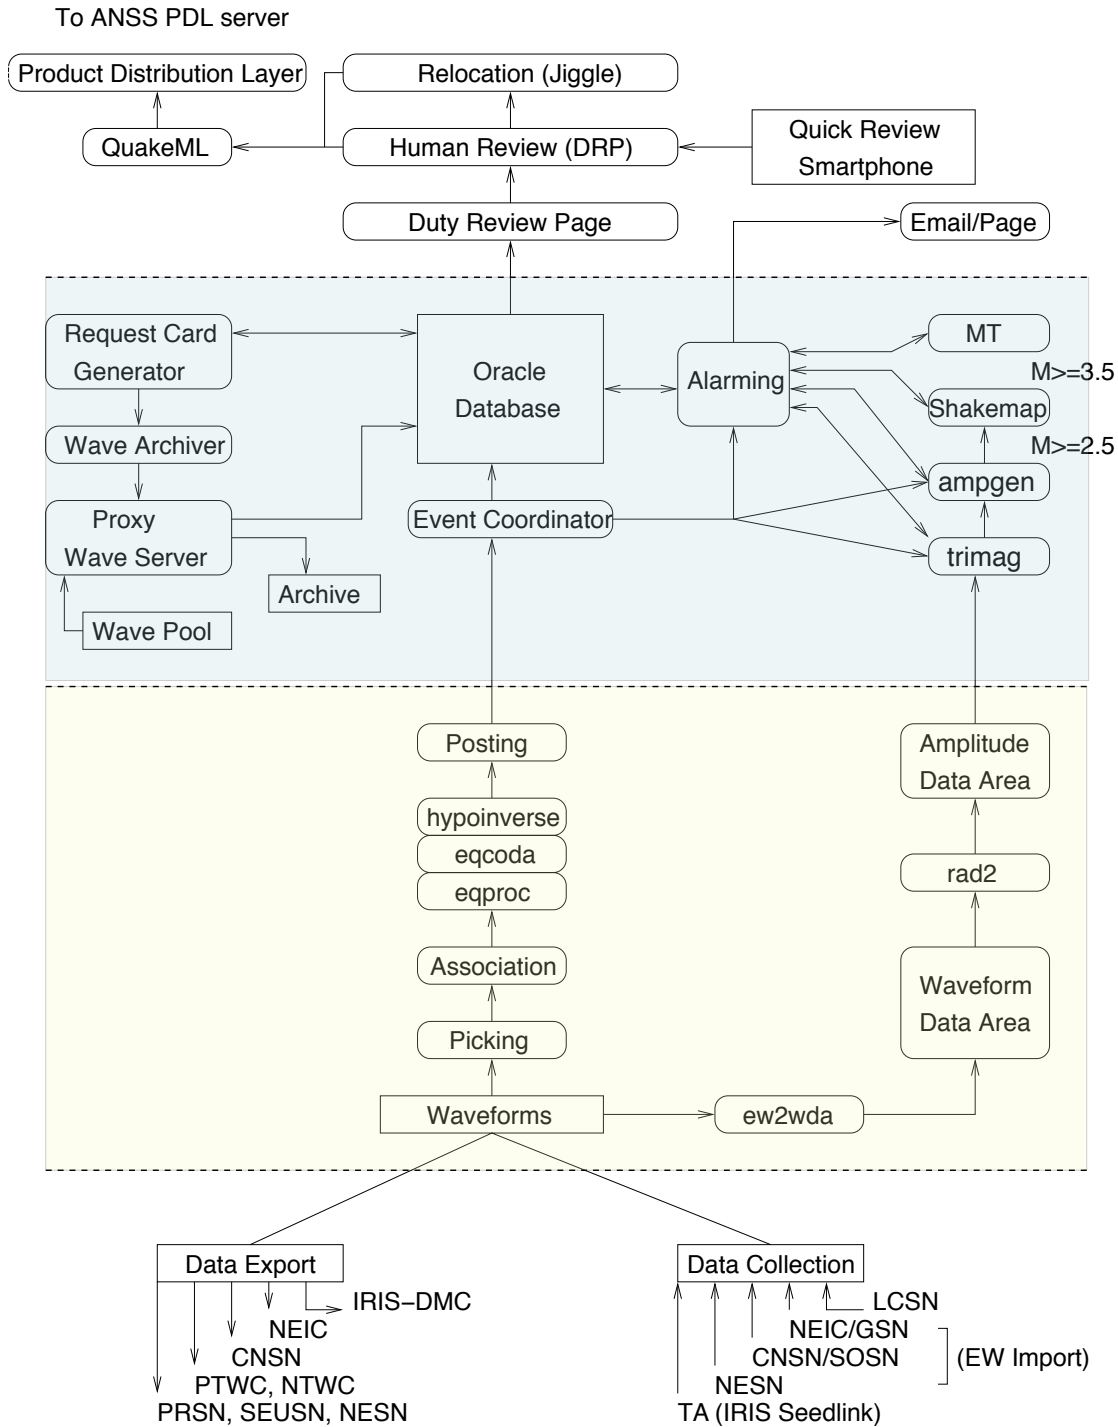 To ANSS PDL server
Product Distribution Layer
Relocation (Jiggle)
QuakeML
Human Review (DRP)
Quick Review
Smartphone
Duty Review Page
Email/Page
Request Card
Generator
Oracle
Database
Alarming
MT
M>=3.5
Shakemap
M>=2.5
Wave Archiver
ampgen
Proxy
Wave Server
Event Coordinator
trimag
Archive
Wave Pool
Posting
Amplitude
Data Area
hypoinverse
eqcoda
eqproc
rad2
Association
Waveform
Data Area
Picking
Waveforms
ew2wda
Data Export
Data Collection
IRIS−DMC
LCSN
NEIC
NEIC/GSN
CNSN
CNSN/SOSN
(EW Import)
PTWC, NTWC
NESN
PRSN, SEUSN, NESN
TA (IRIS Seedlink)